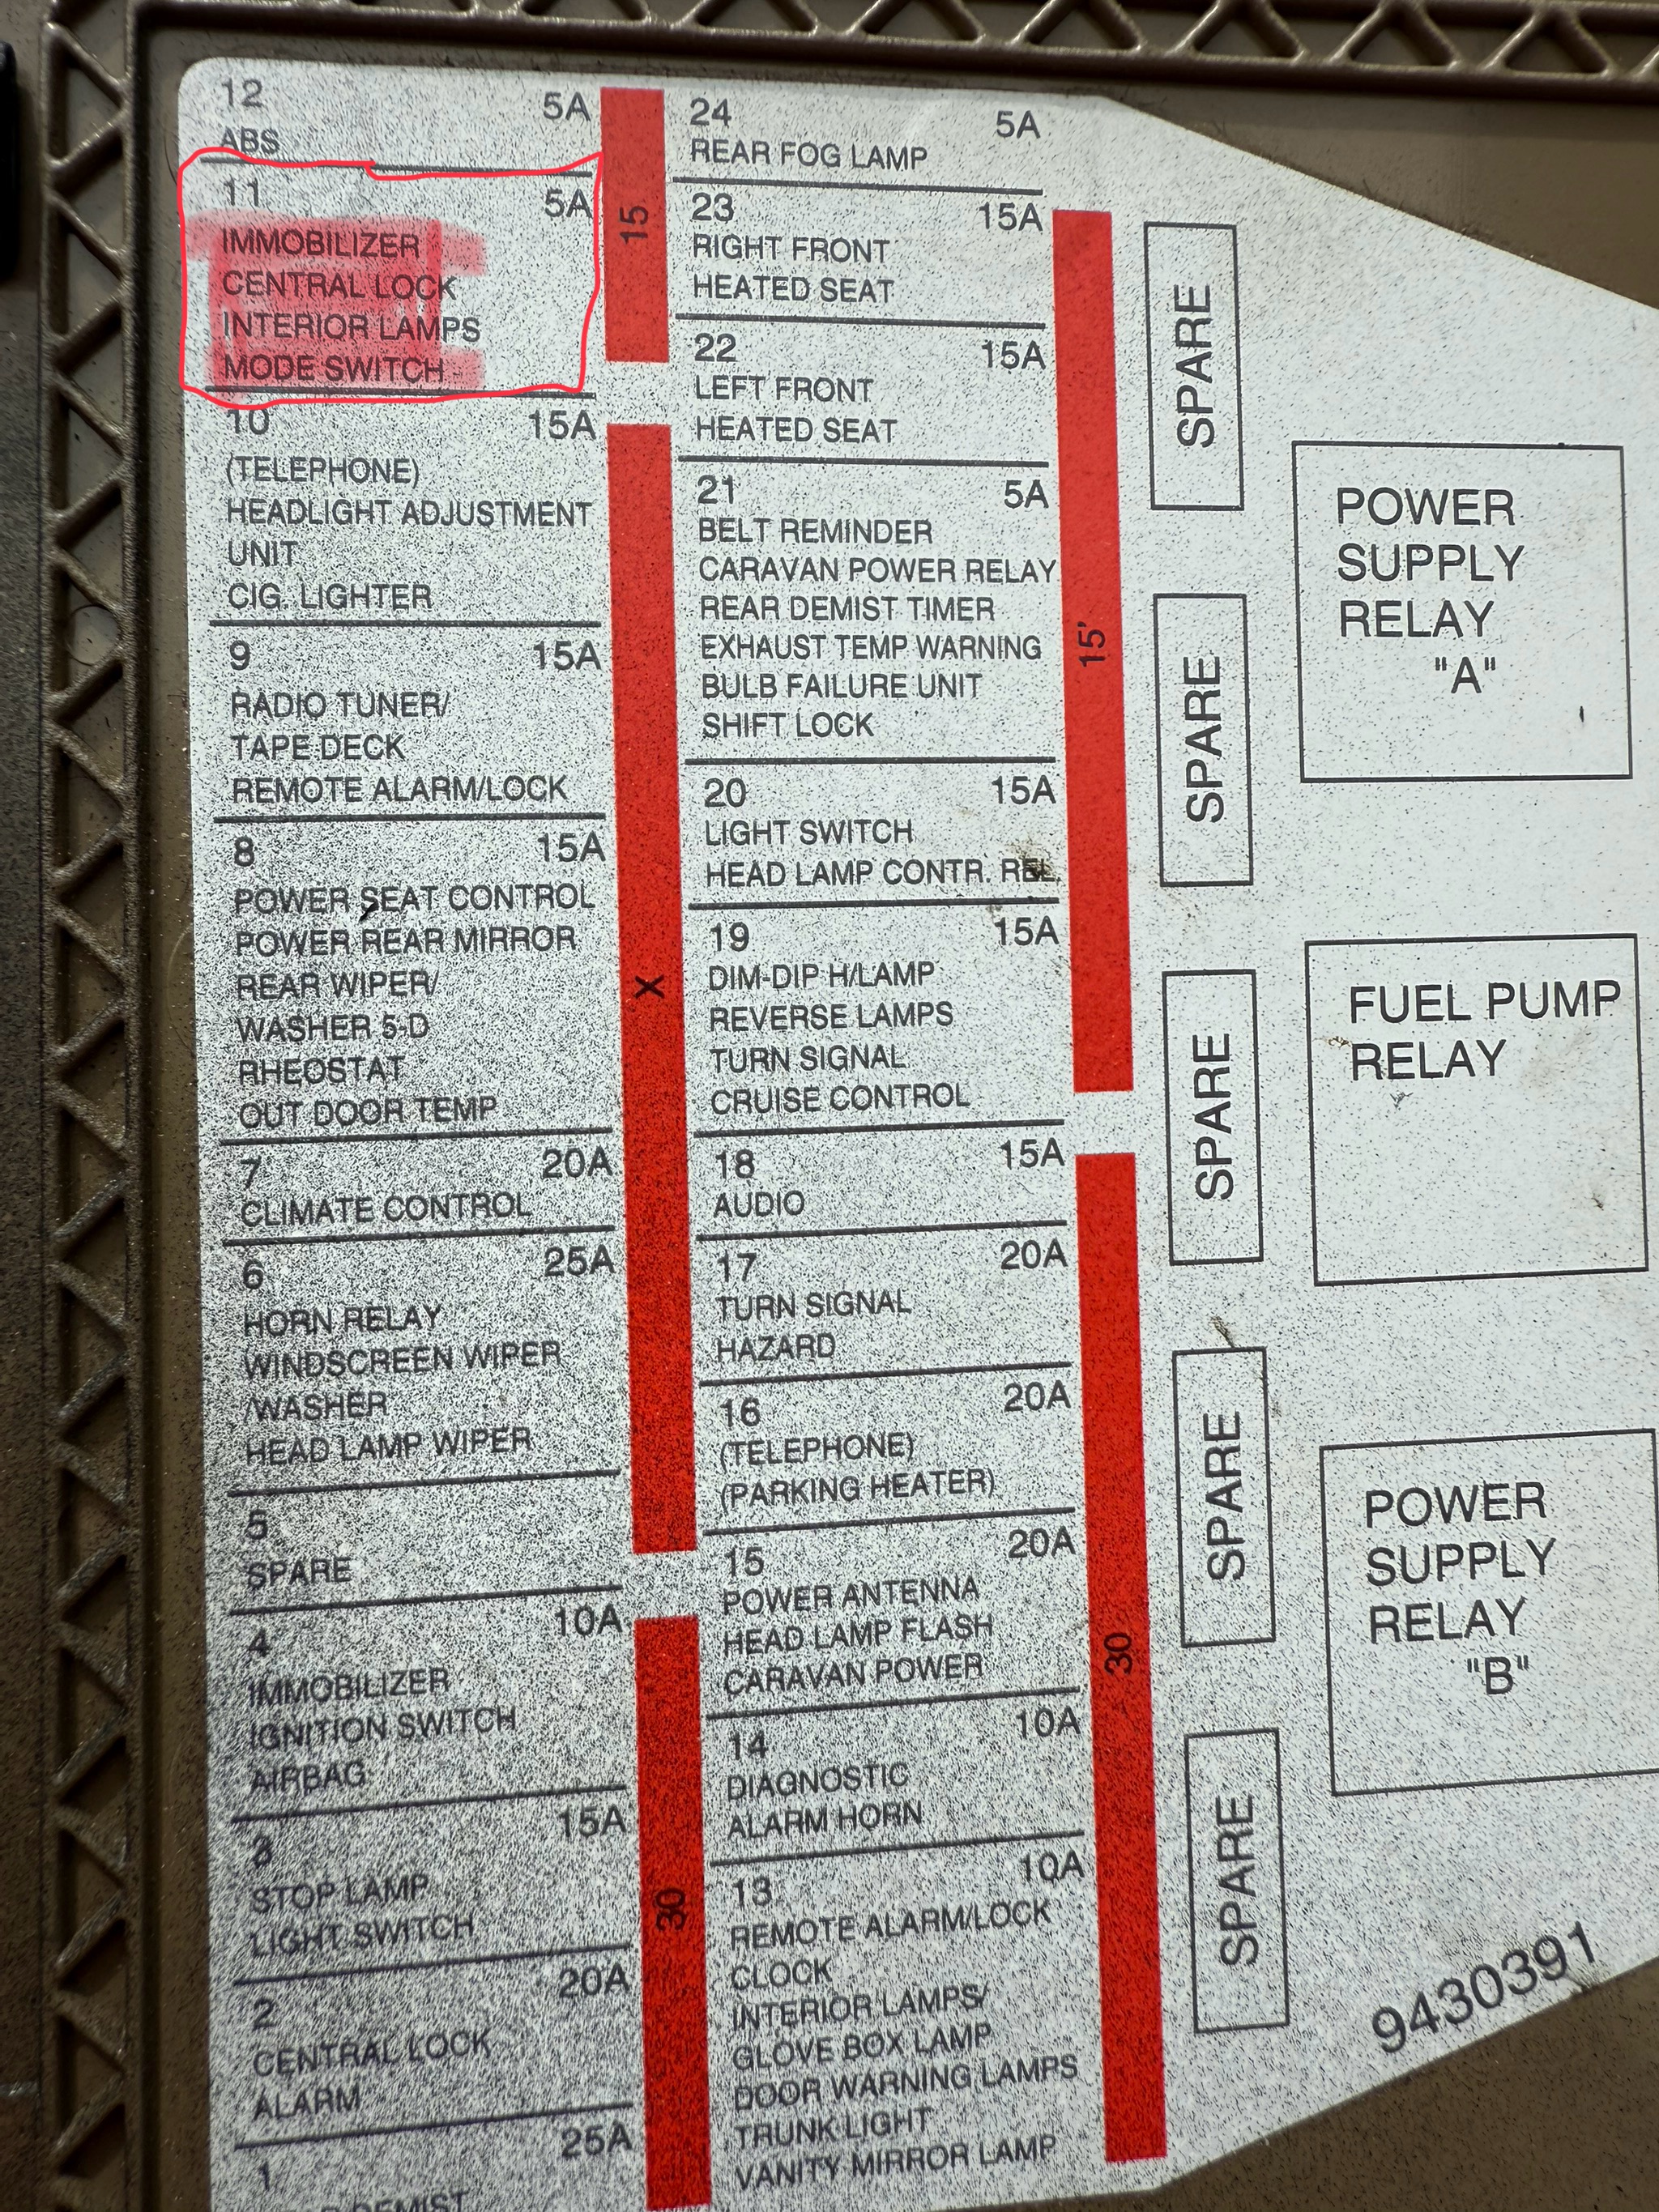 12 5A
ABS
11 5A
IMMOBILIZER
CENTRAL LOCK
INTERIOR LAMPS
MODE SWITCH
10 15A
(TELEPHONE)
HEADLIGHT ADJUSTMENT
UNIT
CIG. LIGHTER
9 15A
RADIO TUNER/
TAPE DECK
REMOTE ALARM/LOCK
8 15A
POWER SEAT CONTROL
POWER REAR MIRROR
REAR WIPER/
WASHER 5-D
RHEOSTAT
OUT DOOR TEMP
7 20A
CLIMATE CONTROL
6 25A
HORN RELAY
WINDSCREEN WIPER
/WASHER
HEAD LAMP WIPER
5
SPARE
4 10A
IMMOBILIZER
IGNITION SWITCH
AIRBAG
3 15A
STOP LAMP
LIGHT SWITCH
2 20A
CENTRAL LOCK
ALARM
1 25A
DEMIST
15
X
30
24 5A
REAR FOG LAMP
23 15A
RIGHT FRONT
HEATED SEAT
22 15A
LEFT FRONT
HEATED SEAT
21 5A
BELT REMINDER
CARAVAN POWER RELAY
REAR DEMIST TIMER
EXHAUST TEMP WARNING
BULB FAILURE UNIT
SHIFT LOCK
20 15A
LIGHT SWITCH
HEAD LAMP CONTR. REL.
19 15A
DIM-DIP H/LAMP
REVERSE LAMPS
TURN SIGNAL
CRUISE CONTROL
18 15A
AUDIO
17 20A
TURN SIGNAL
HAZARD
16 20A
(TELEPHONE)
(PARKING HEATER)
15 20A
POWER ANTENNA
HEAD LAMP FLASH
CARAVAN POWER
14 10A
DIAGNOSTIC
ALARM HORN
13 10A
REMOTE ALARM/LOCK
CLOCK
INTERIOR LAMPS/
GLOVE BOX LAMP
DOOR WARNING LAMPS
TRUNK LIGHT
VANITY MIRROR LAMP
15'
30
SPARE
SPARE
SPARE
SPARE
SPARE
POWER
SUPPLY
RELAY
"A"
FUEL PUMP
RELAY
POWER
SUPPLY
RELAY
"B"
9430391